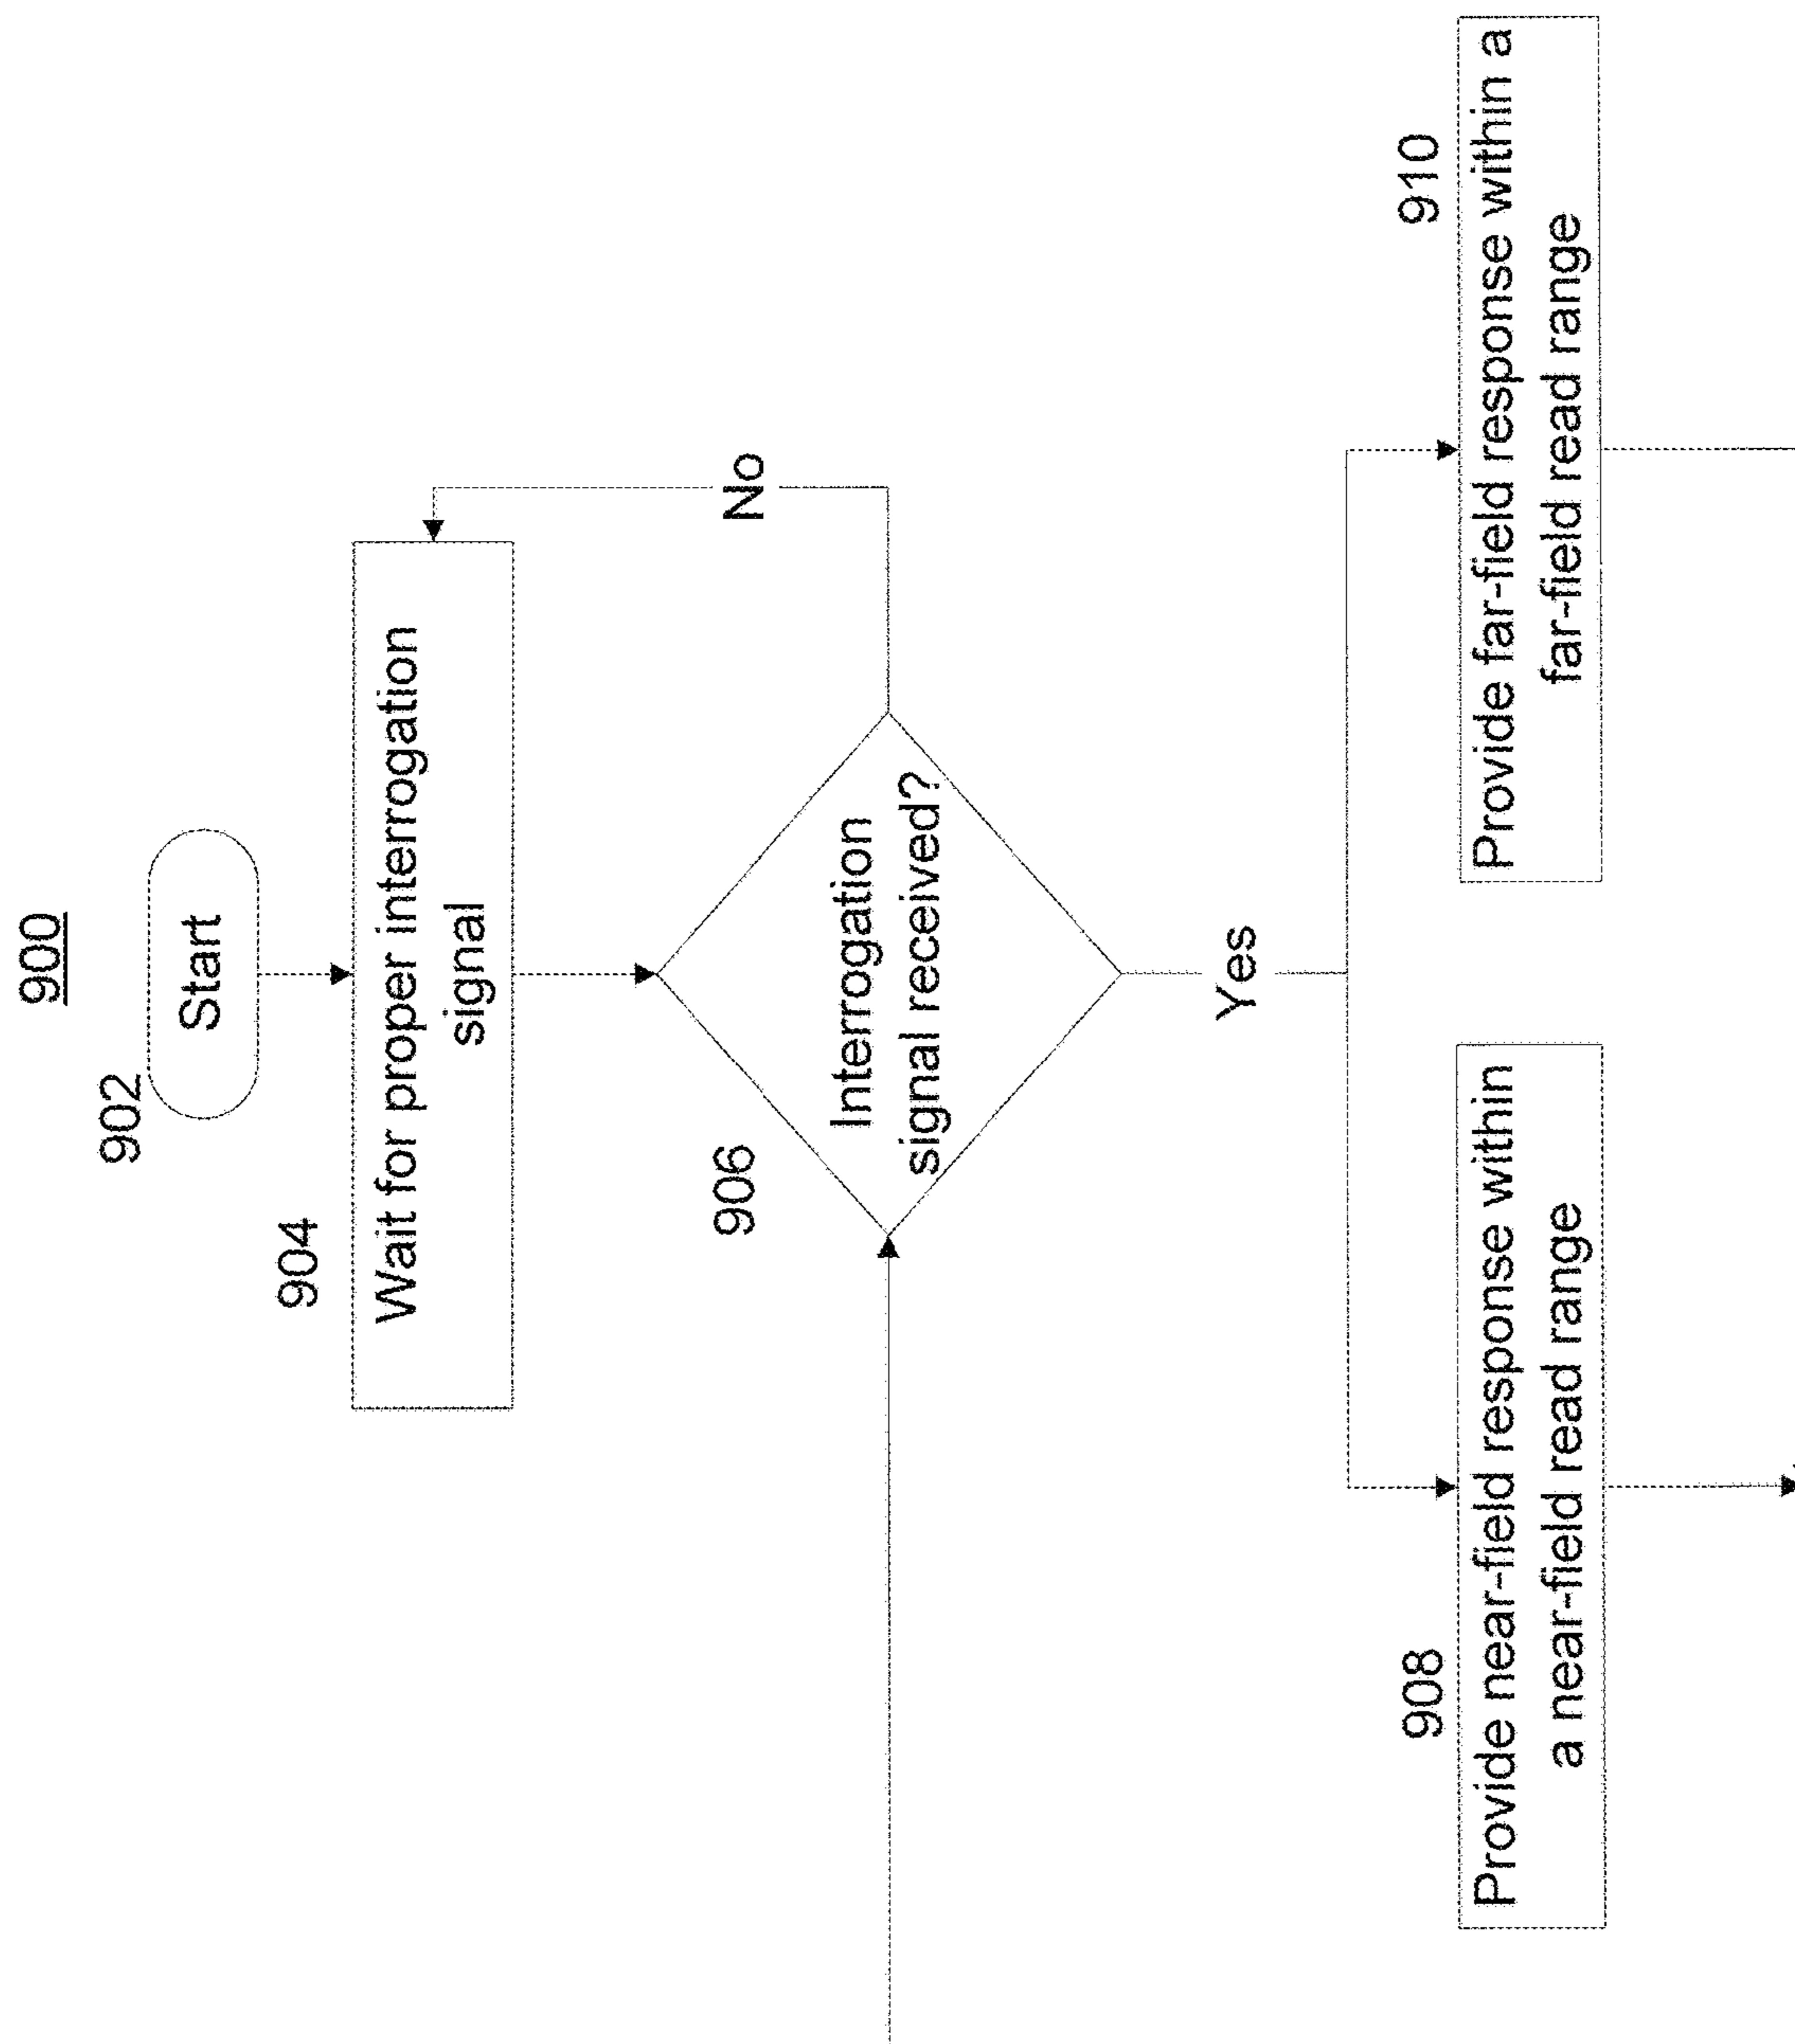 900
902
Start
904
Wait for proper interrogation
signal
906
Interrogation
signal received?
No
Yes
908
Provide near-field response within
a near-field read range
910
Provide far-field response within a
far-field read range